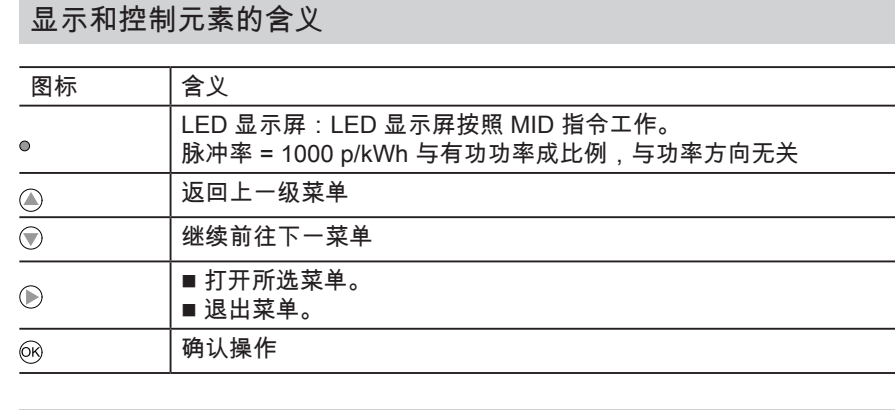 显示和控制元素的含义
图标 含义
LED 显示屏：LED 显示屏按照 MID 指令工作。
脉冲率 = 1000 p/kWh 与有功功率成比例，与功率方向无关
返回上一级菜单
继续前往下一菜单
■ 打开所选菜单。
■ 退出菜单。
OK 确认操作